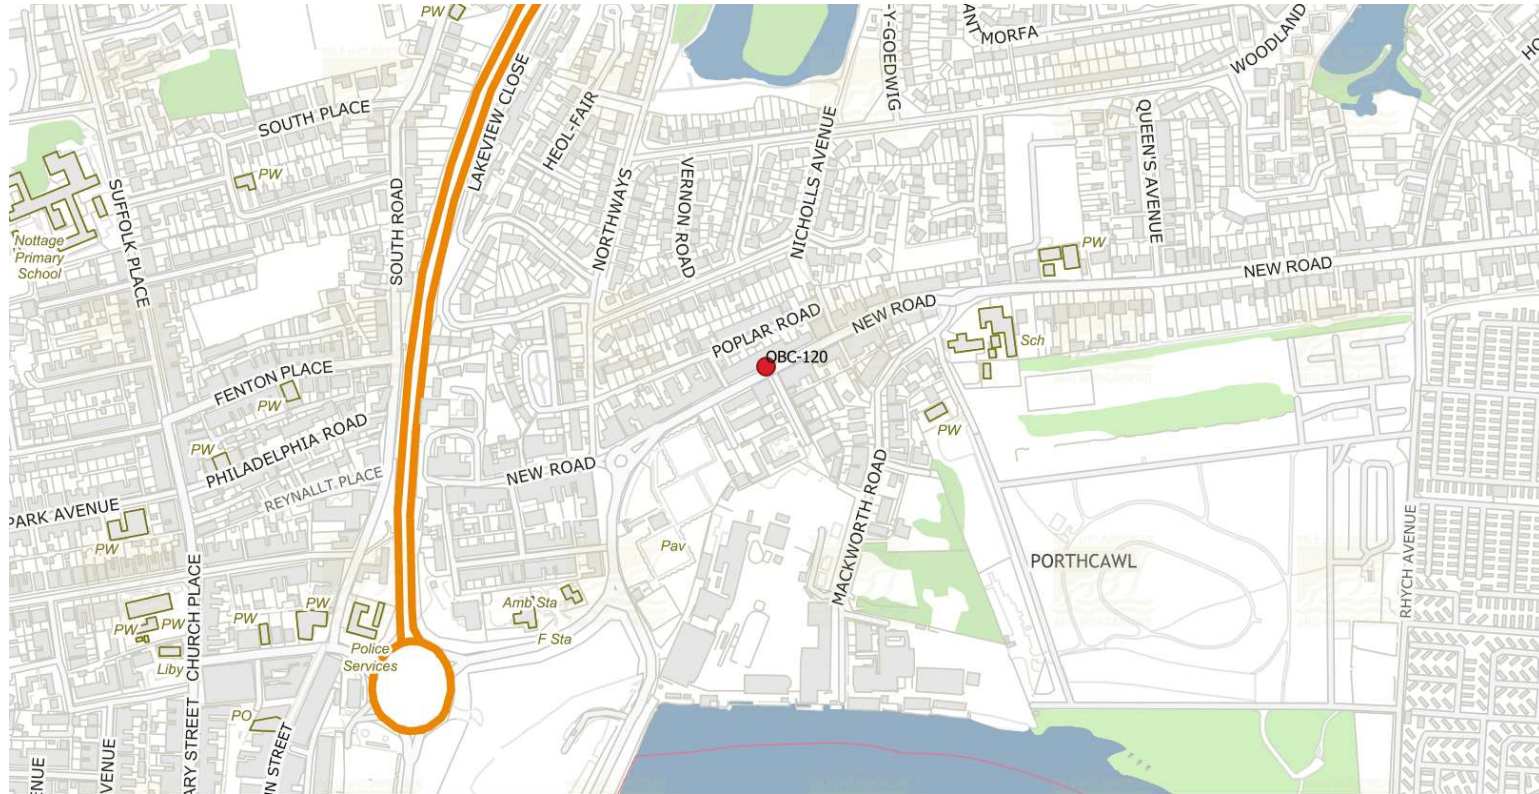 PW
-Y-GOEDWIG
MORFA
WOODLAND
SOUTH PLACE
LAKEVIEW CLOSE
HEOL-FAIR
NICHOLLS AVENUE
QUEEN'S AVENUE
PW
SUFFOLK PLACE
SOUTH ROAD
NORTHWAYS
VERNON ROAD
Nottage
Primary
School
PW
NEW ROAD
POPLAR ROAD
NEW ROAD
Sch
OBC-120
FENTON PLACE
PW
PW
PHILADELPHIA ROAD
PW
NEW ROAD
REYNALLT PLACE
PARK AVENUE
PW
Pav
MACKWORTH ROAD
PORTHCAWL
RHYCH AVENUE
CHURCH PLACE
PW
PW
PW
PW
Amb Sta
F Sta
Police
Services
Liby
PO
ARY STREET
AVENUE
ENUE
N STREET